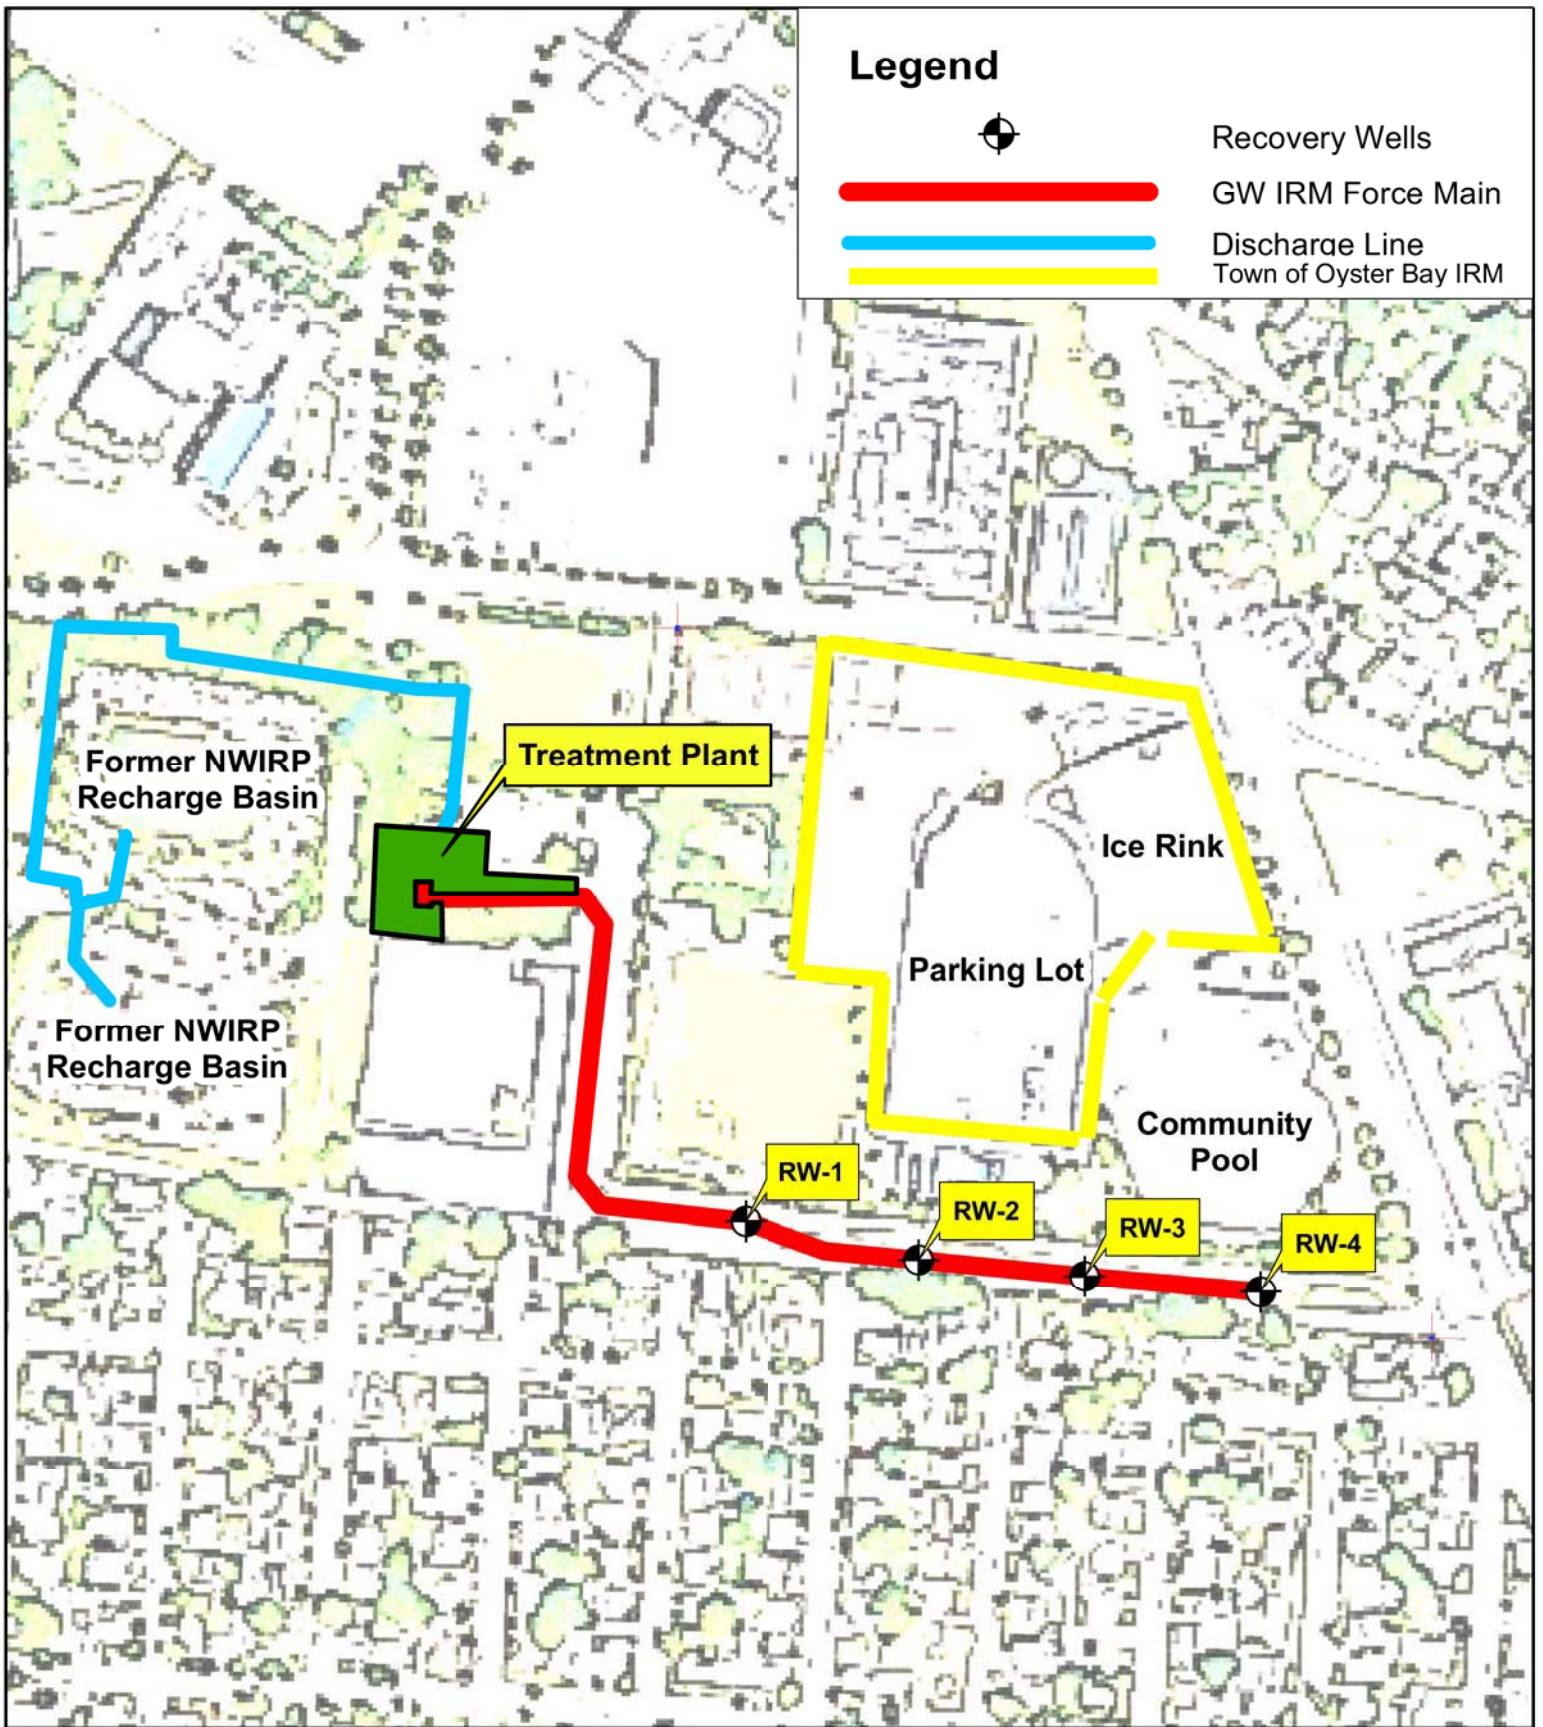 Legend
Recovery Wells
GW IRM Force Main
Discharge Line
Town of Oyster Bay IRM
Treatment Plant
Former NWIRP
Recharge Basin
Ice Rink
Parking Lot
Former NWIRP
Recharge Basin
Community
Pool
RW-1
RW-2
RW-3
RW-4